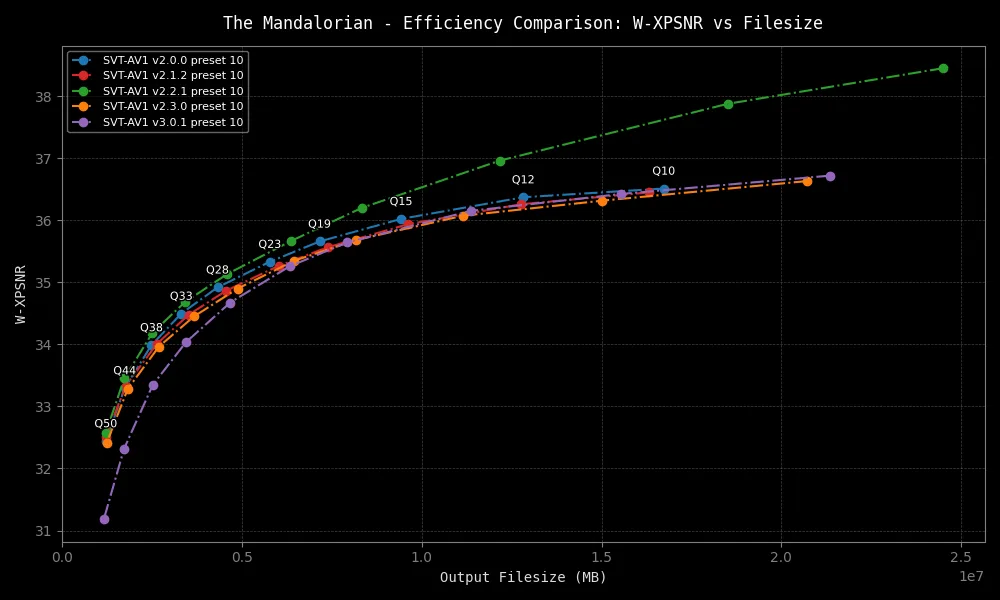 The Mandalorian - Efficiency Comparison: W-XPSNR vs Filesize
SVT-AV1 v2.0.0 preset 10
SVT-AV1 v2.1.2 preset 10
SVT-AV1 v2.2.1 preset 10
SVT-AV1 v2.3.0 preset 10
SVT-AV1 v3.0.1 preset 10
W-XPSNR
38
37
36
35
34
33
32
31
Q10
Q12
Q15
Q19
Q23
Q28
Q33
Q38
Q44
Q50
0.0
0.5
1.0
1.5
2.0
2.5
1e7
Output Filesize (MB)